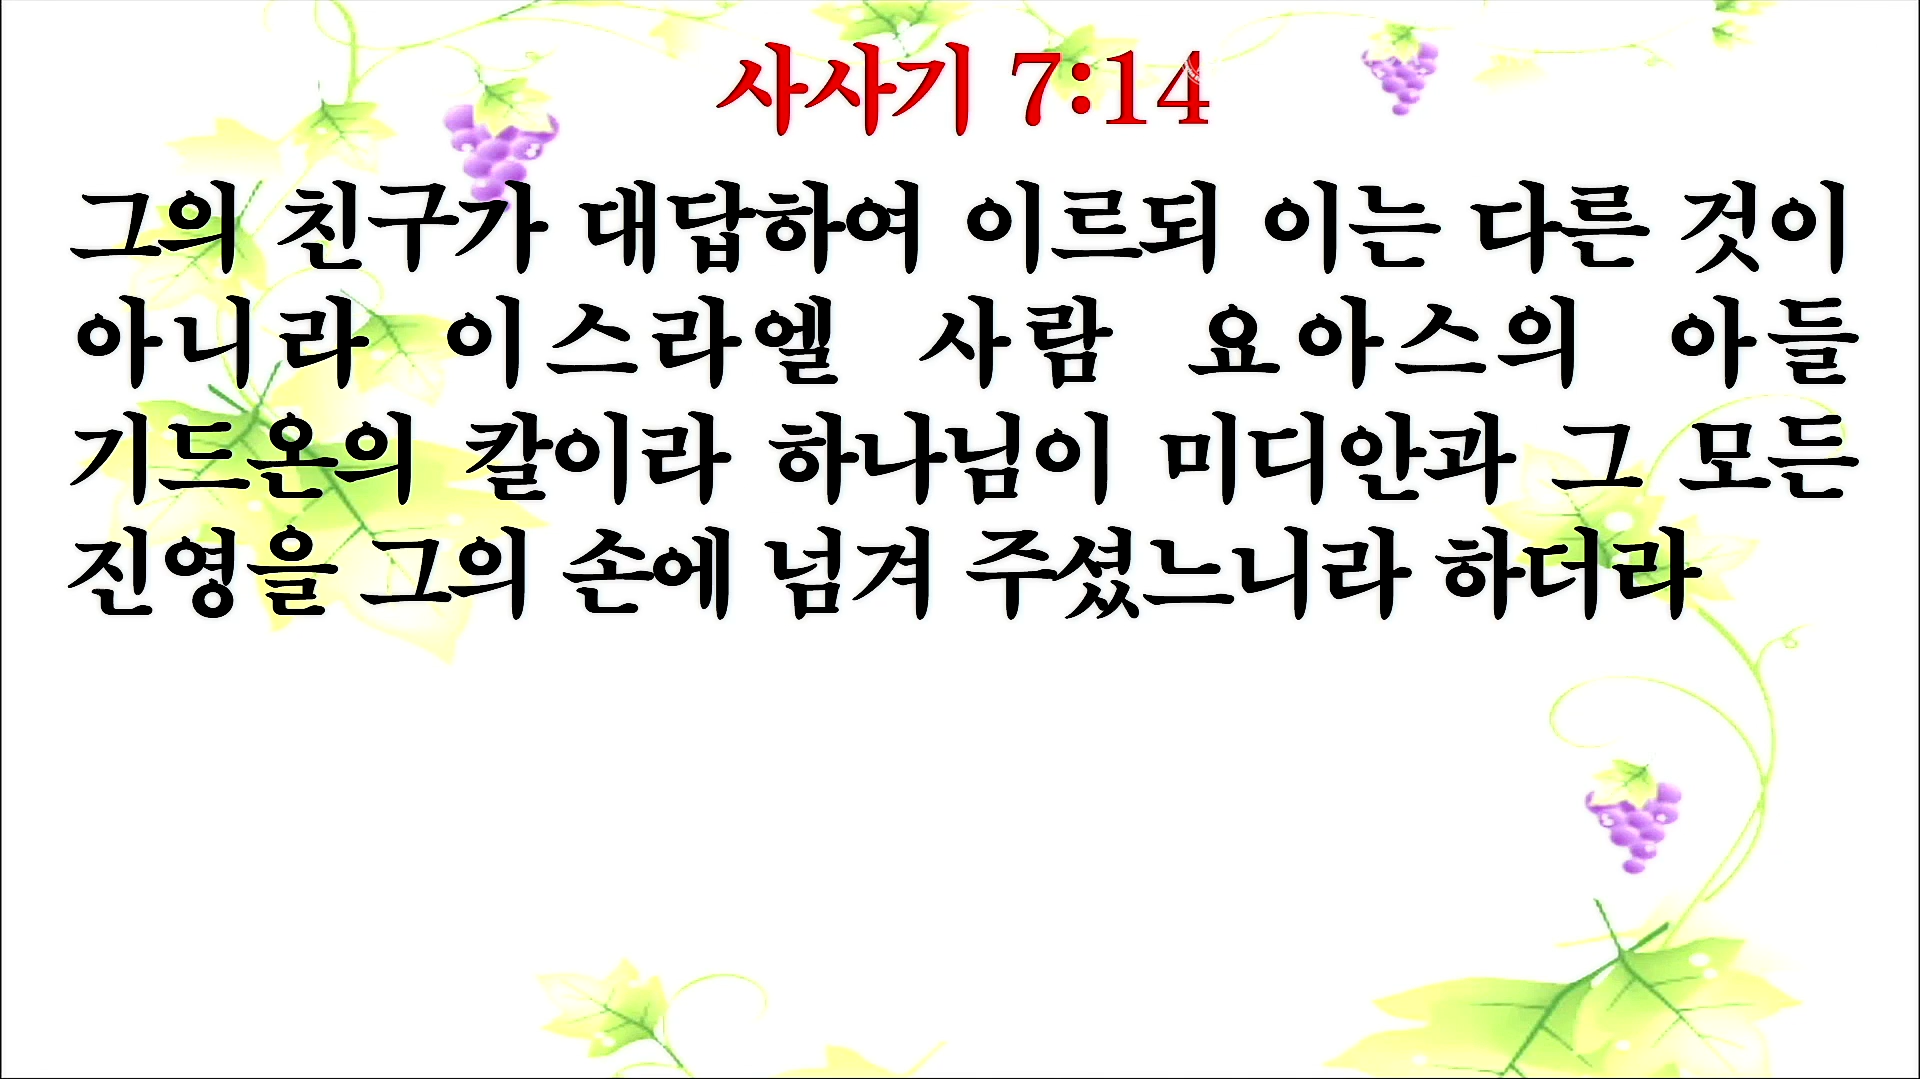 사사기 7:14
그의 친구가 대답하여 이르되 이는 다른 것이
아니라 이스라엘 사람 요아스의 아들
기드온의 칼이라 하나님이 미디안과 그 모든
진영을 그의 손에 넘겨 주셨느니라 하더라